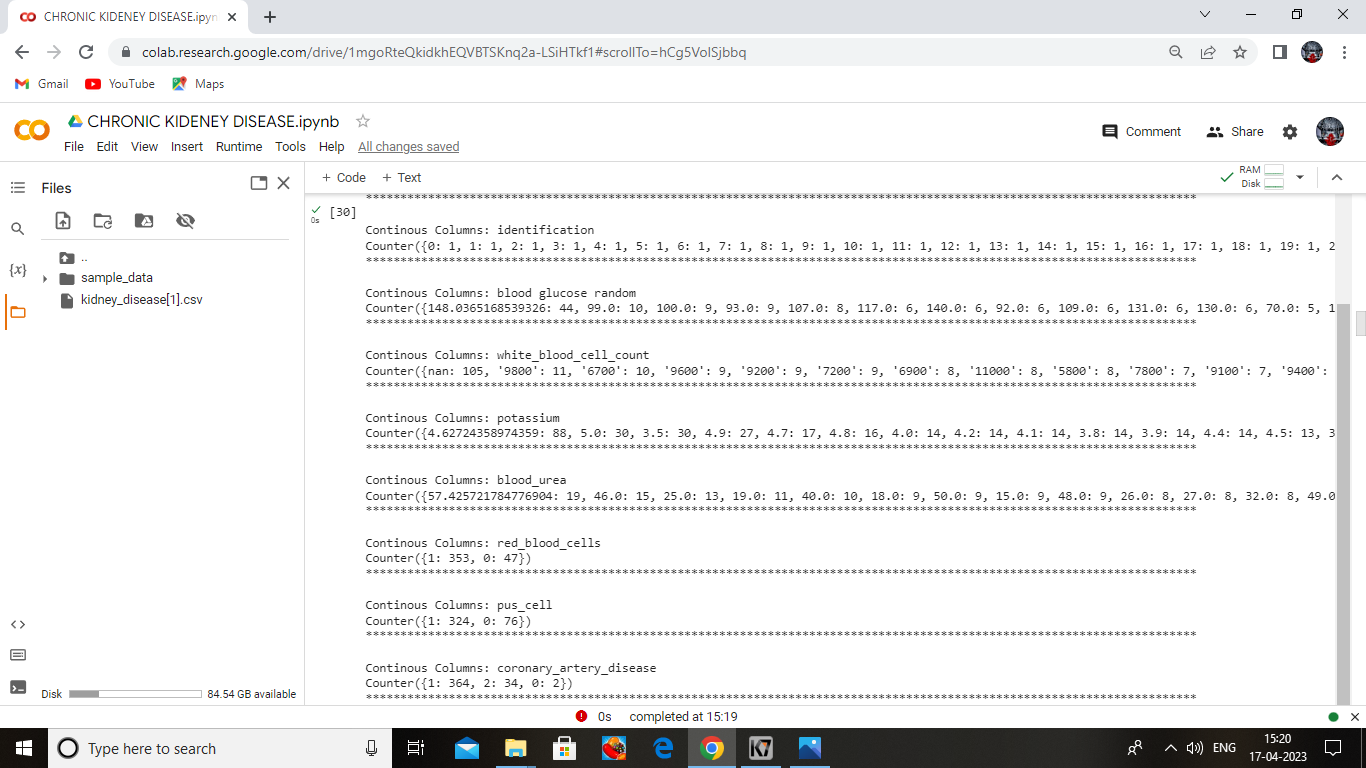 CHRONIC KIDENEY DISEASE.ipyn
colab.research.google.com/drive/1mgoRteQkidkhEQVBTSKnq2a-LSiHTkf1#scrollTo=hCg5VolSjbbq
Gmail YouTube Maps
CHRONIC KIDENEY DISEASE.ipynb
Comment Share
File Edit View Insert Runtime Tools Help All changes saved
Files
+ Code + Text
RAM
Disk
****************************************************************************************************************************
[30]
0s
Continous Columns: identification
Counter({0: 1, 1: 1, 2: 1, 3: 1, 4: 1, 5: 1, 6: 1, 7: 1, 8: 1, 9: 1, 10: 1, 11: 1, 12: 1, 13: 1, 14: 1, 15: 1, 16: 1, 17: 1, 18: 1, 19: 1, 2
****************************************************************************************************************************
Continous Columns: blood glucose random
Counter({148.0365168539326: 44, 99.0: 10, 100.0: 9, 93.0: 9, 107.0: 8, 117.0: 6, 140.0: 6, 92.0: 6, 109.0: 6, 131.0: 6, 130.0: 6, 70.0: 5, 1
****************************************************************************************************************************
Continous Columns: white_blood_cell_count
Counter({nan: 105, '9800': 11, '6700': 10, '9600': 9, '9200': 9, '7200': 9, '6900': 8, '11000': 8, '5800': 8, '7800': 7, '9100': 7, '9400':
****************************************************************************************************************************
Continous Columns: potassium
Counter({4.62724358974359: 88, 5.0: 30, 3.5: 30, 4.9: 27, 4.7: 17, 4.8: 16, 4.0: 14, 4.2: 14, 4.1: 14, 3.8: 14, 3.9: 14, 4.4: 14, 4.5: 13, 3
****************************************************************************************************************************
Continous Columns: blood_urea
Counter({57.425721784776904: 19, 46.0: 15, 25.0: 13, 19.0: 11, 40.0: 10, 18.0: 9, 50.0: 9, 15.0: 9, 48.0: 9, 26.0: 8, 27.0: 8, 32.0: 8, 49.0
****************************************************************************************************************************
Continous Columns: red_blood_cells
Counter({1: 353, 0: 47})
****************************************************************************************************************************
Continous Columns: pus_cell
Counter({1: 324, 0: 76})
****************************************************************************************************************************
Continous Columns: coronary_artery_disease
Counter({1: 364, 2: 34, 0: 2})
****************************************************************************************************************************
{x}
..
sample_data
kidney_disease[1].csv
<>
Disk 84.54 GB available
0s completed at 15:19
Type here to search
K7
ENG
15:20
17-04-2023